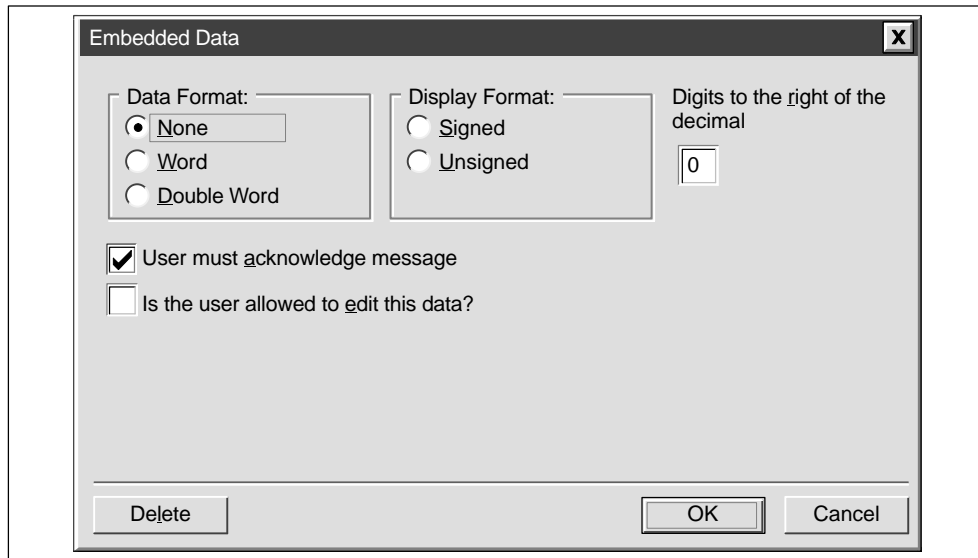 Embedded Data
X
Data Format:
None
Word
Double Word
Display Format:
Signed
Unsigned
Digits to the right of the
decimal
0
User must acknowledge message
Is the user allowed to edit this data?
Delete
OK
Cancel